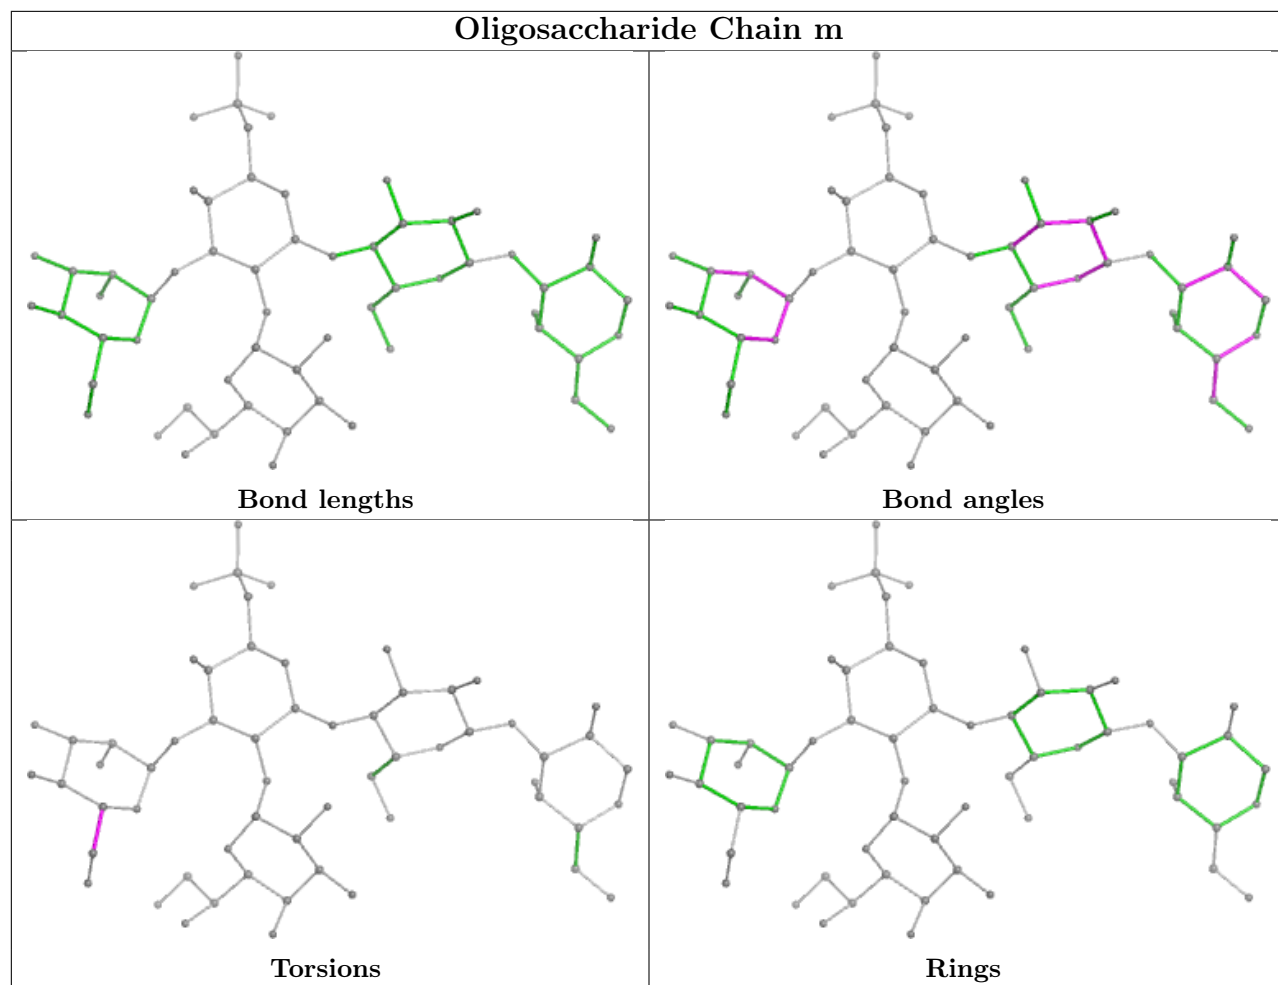 Oligosaccharide Chain m
Bond lengths
Bond angles
Torsions
Rings